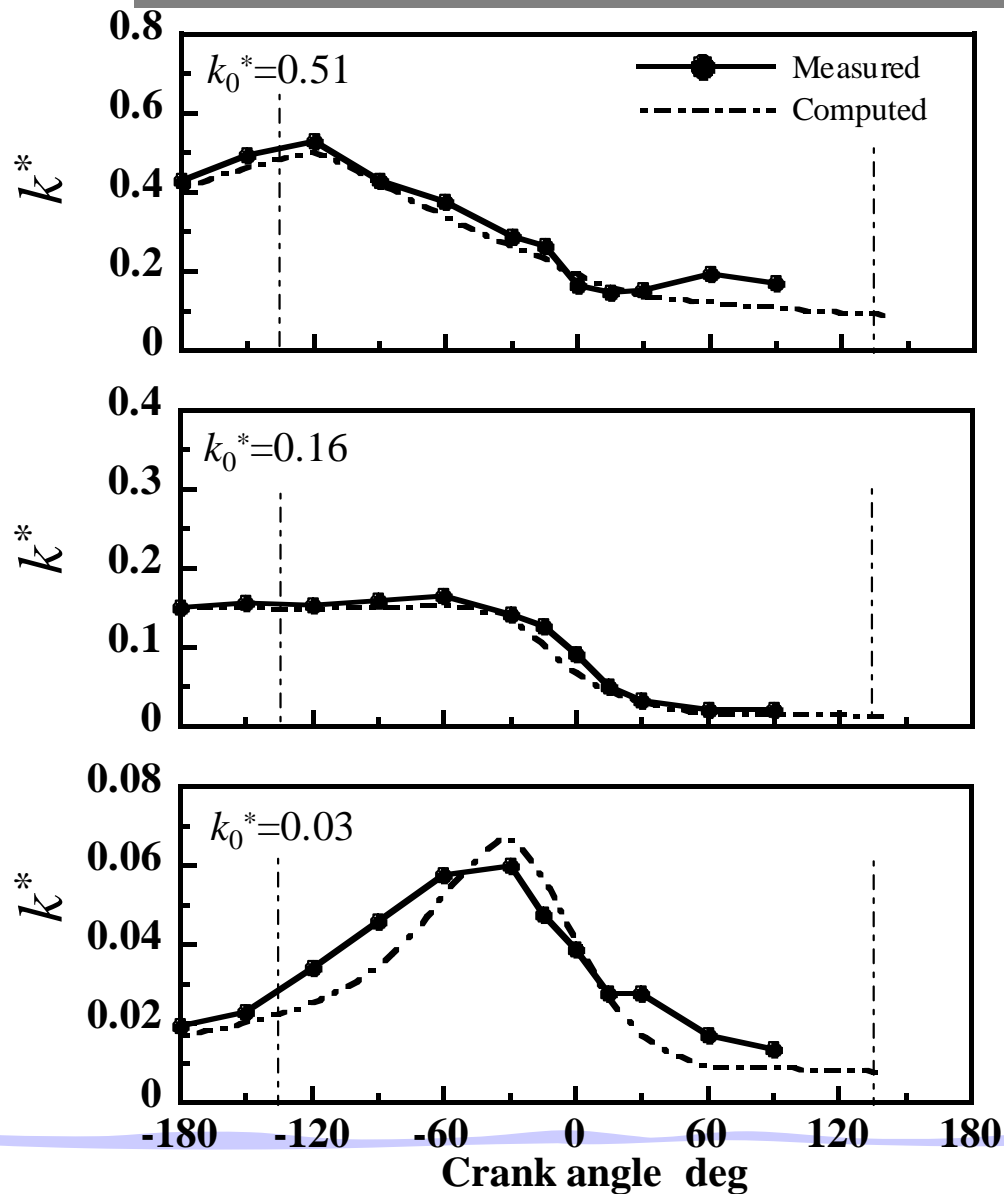 0.8
k₀*=0.51
Measured
Computed
0.6
k*
0.4
0.2
0
0.4
k₀*=0.16
0.3
k*
0.2
0.1
0
0.08
k₀*=0.03
0.06
k*
0.04
0.02
0
-180 -120 -60 0 60 120 180
Crank angle deg